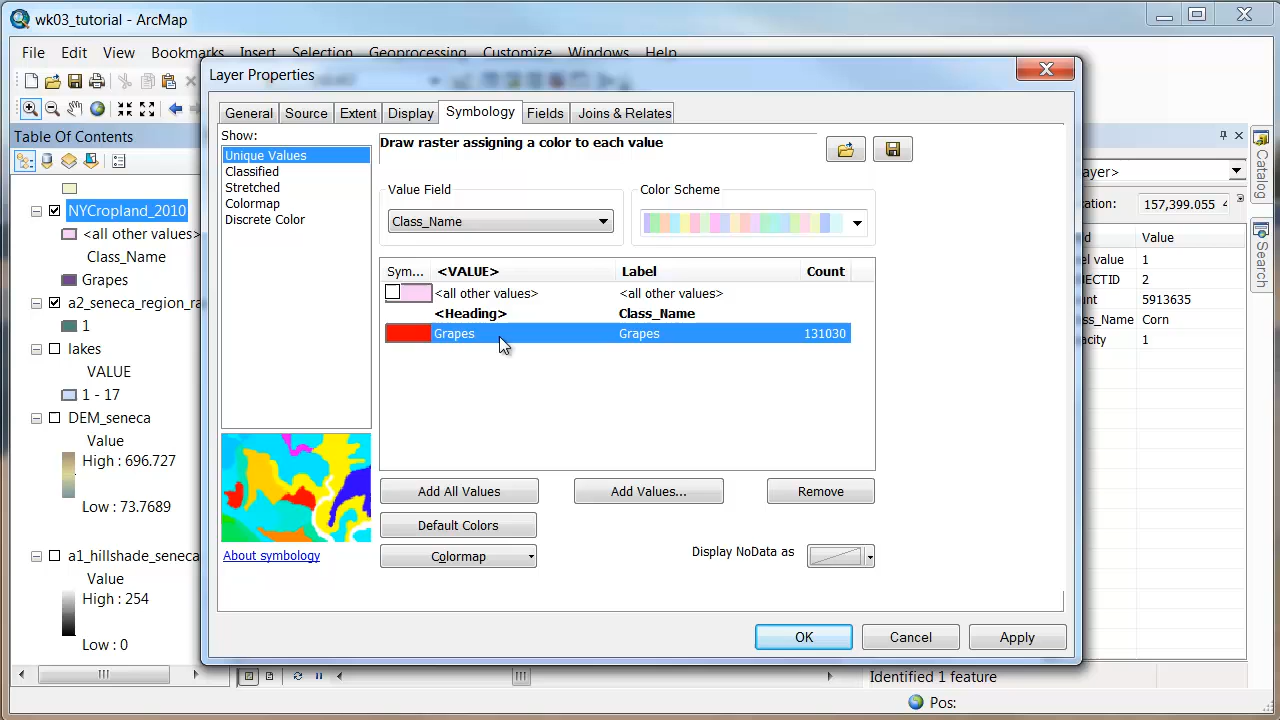 wk03_tutorial - ArcMap
File Edit View Bookmarks Insert Selection Geoprocessing Customize Windows Help
Layer Properties
Table Of Contents
NYCropland_2010
<all other values>
Class_Name
Grapes
a2_seneca_region_ra
1
lakes
VALUE
1 - 17
DEM_seneca
Value
High : 696.727
Low : 73.7689
a1_hillshade_seneca
Value
High : 254
Low : 0
General Source Extent Display Symbology Fields Joins & Relates
Show:
Unique Values
Classified
Stretched
Colormap
Discrete Color
About symbology
Draw raster assigning a color to each value
Value Field
Class_Name
Color Scheme
Sym... <VALUE> Label Count
<all other values> <all other values>
<Heading> Class_Name
Grapes Grapes 131030
Add All Values Add Values... Remove
Default Colors
Colormap
Display NoData as
OK Cancel Apply
ayer>
ation: 157,399.055 4
d Value
el value 1
JECTID 2
unt 5913635
ass_Name Corn
acity 1
Catalog
Search
Identified 1 feature
Pos: